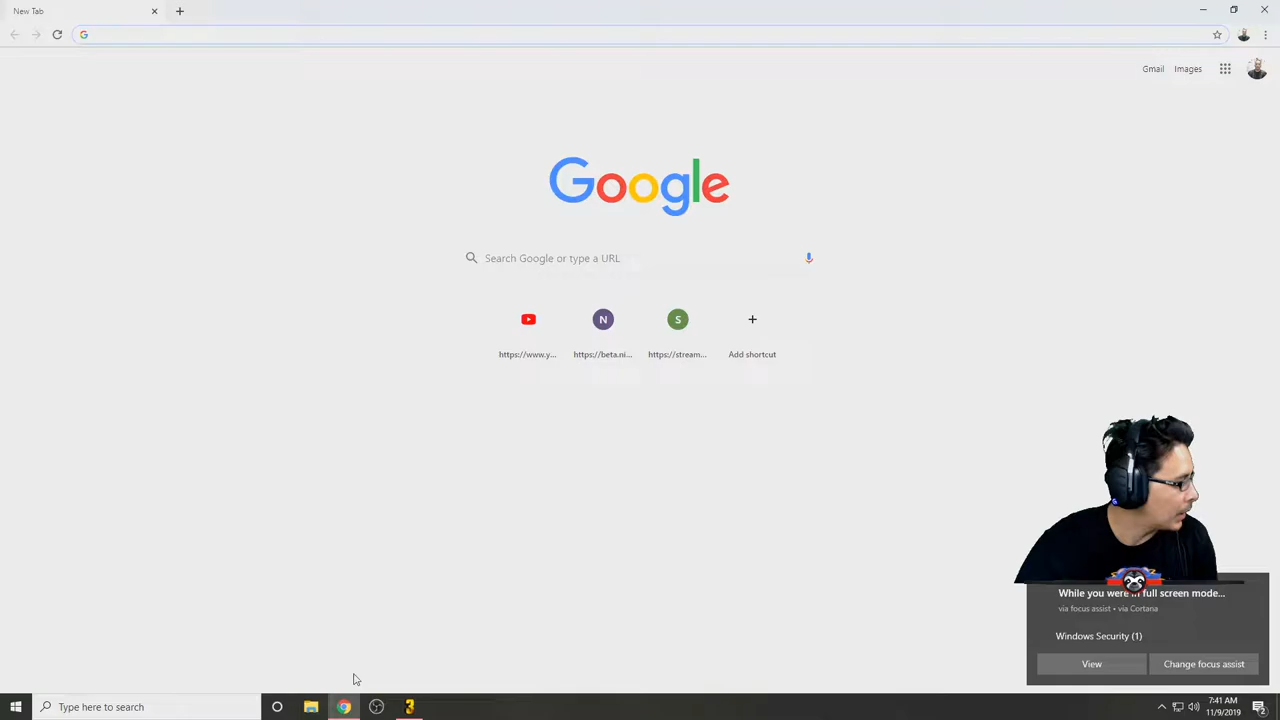 New Tab
Gmail
Images
Google
Search Google or type a URL
N
S
https://www.y...
https://beta.ni...
https://stream...
Add shortcut
While you were in full screen mode...
via focus assist • via Cortana
Windows Security (1)
View
Change focus assist
Type here to search
3
7:41 AM
11/9/2019
2